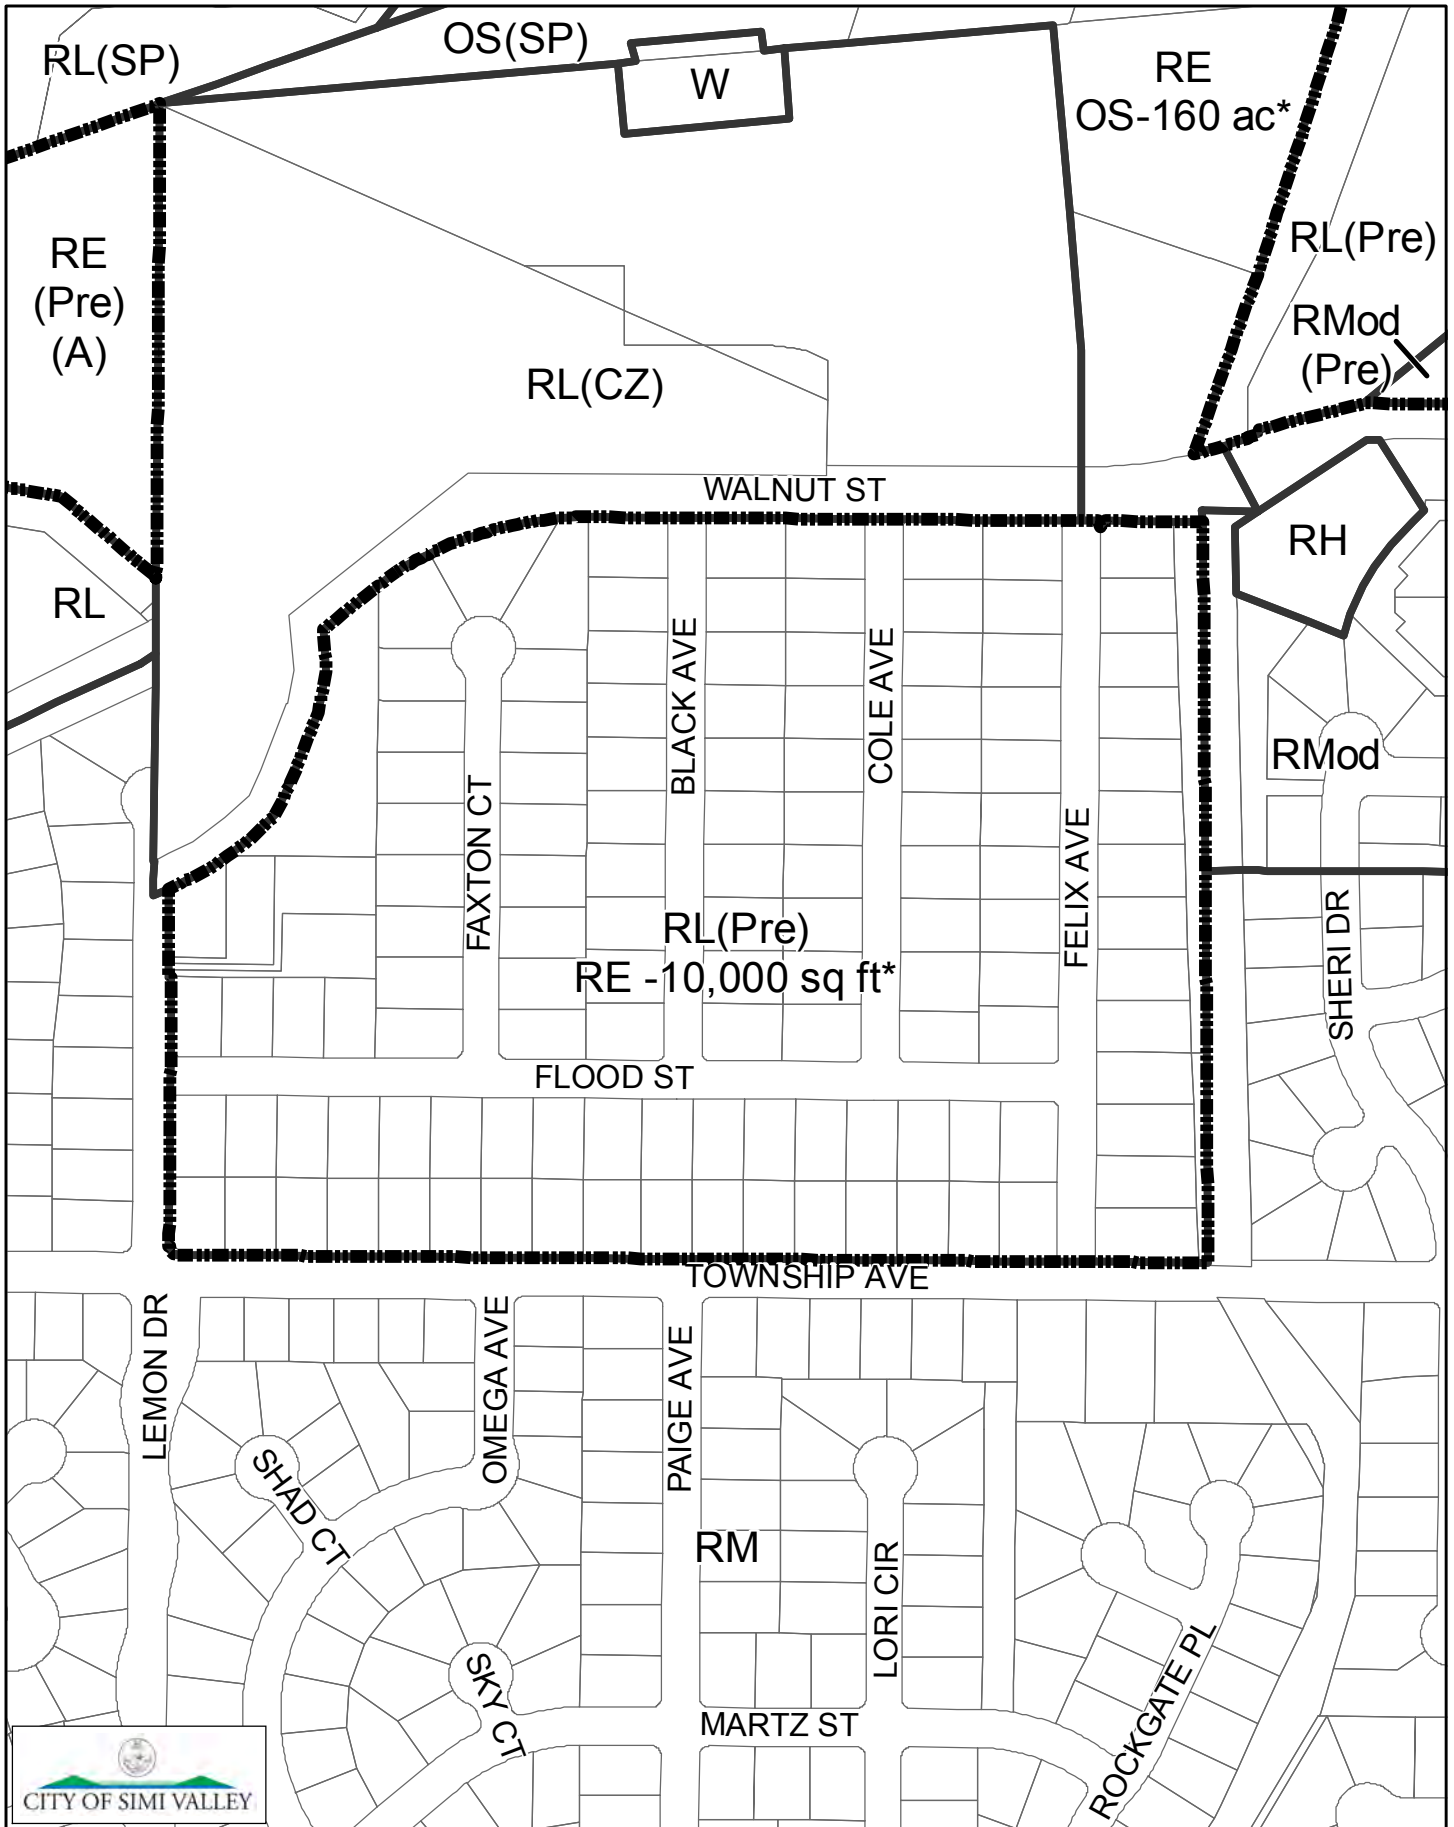 RL(SP)
OS(SP)
W
RE
OS-160 ac*
RE
(Pre)
(A)
RL(Pre)
RMod
(Pre)
RL(CZ)
WALNUT ST
RH
RL
BLACK AVE
COLE AVE
RMod
FAXTON CT
FELIX AVE
RL(Pre)
RE -10,000 sq ft*
SHERI DR
FLOOD ST
TOWNSHIP AVE
LEMON DR
OMEGA AVE
PAIGE AVE
SHAD CT
RM
LORI CIR
SKY CT
ROCKGATE PL
MARTZ ST
CITY OF SIMI VALLEY